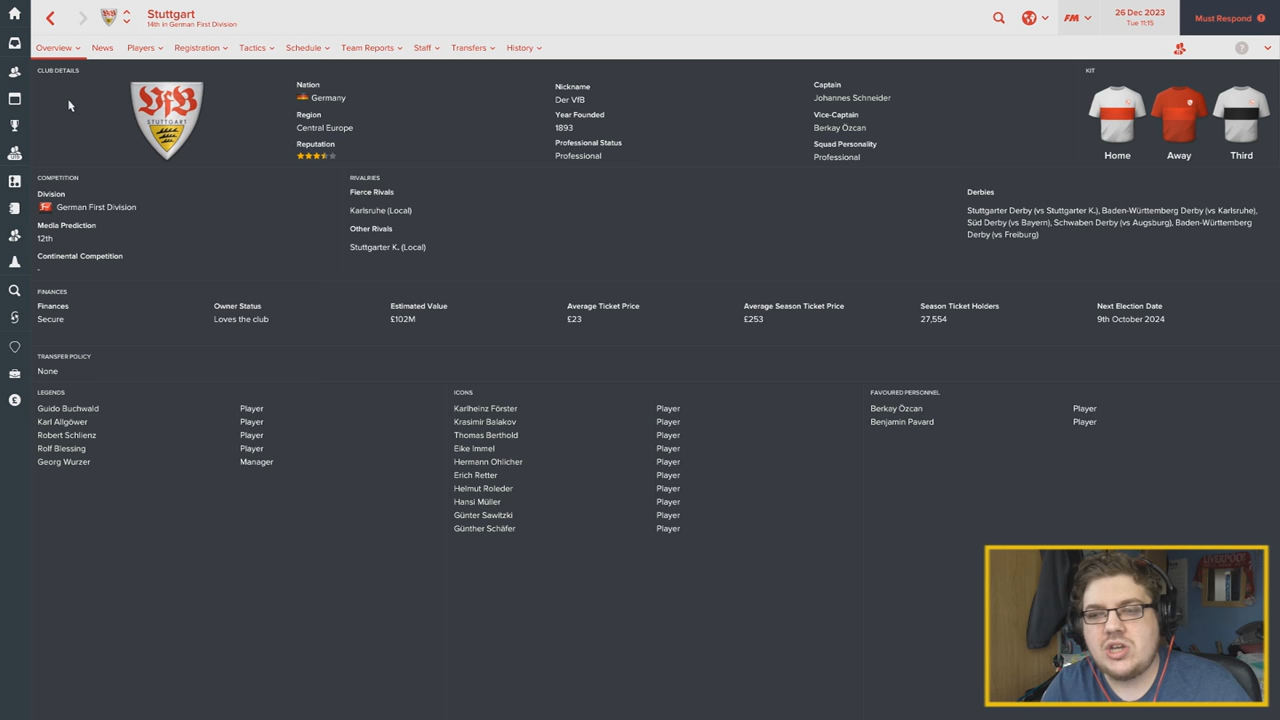 Stuttgart
14th in German First Division
FM
26 Dec 2023
Tue 11:15
Must Respond
Overview
News
Players
Registration
Tactics
Schedule
Team Reports
Staff
Transfers
History
CLUB DETAILS
VfB
STUTTGART
Nation
Germany
Region
Central Europe
Reputation
Nickname
Der VfB
Year Founded
1893
Professional Status
Professional
Captain
Johannes Schneider
Vice-Captain
Berkay Özcan
Squad Personality
Professional
KIT
Home
Away
Third
COMPETITION
Division
German First Division
Media Prediction
12th
Continental Competition
-
RIVALRIES
Fierce Rivals
Karlsruhe (Local)
Other Rivals
Stuttgarter K. (Local)
Derbies
Stuttgarter Derby (vs Stuttgart K.), Baden-Württemberg Derby (vs Karlsruhe),
Süd Derby (vs Bayern), Schwaben Derby (vs Augsburg), Baden-Württemberg
Derby (vs Freiburg)
FINANCES
Finances
Secure
Owner Status
Loves the club
Estimated Value
£102M
Average Ticket Price
£23
Average Season Ticket Price
£253
Season Ticket Holders
27,554
Next Election Date
9th October 2024
TRANSFER POLICY
None
LEGENDS
Guido Buchwald Player
Karl Allgöwer Player
Robert Schlienz Player
Rolf Blessing Player
Georg Wurzer Manager
ICONS
Karlheinz Förster Player
Krasimir Balakov Player
Thomas Berthold Player
Eike Immel Player
Hermann Ohlicher Player
Erich Retter Player
Helmut Roleder Player
Hansi Müller Player
Günter Sawitzki Player
Günther Schäfer Player
FAVOURED PERSONNEL
Berkay Özcan Player
Benjamin Pavard Player
LIVERPOOL